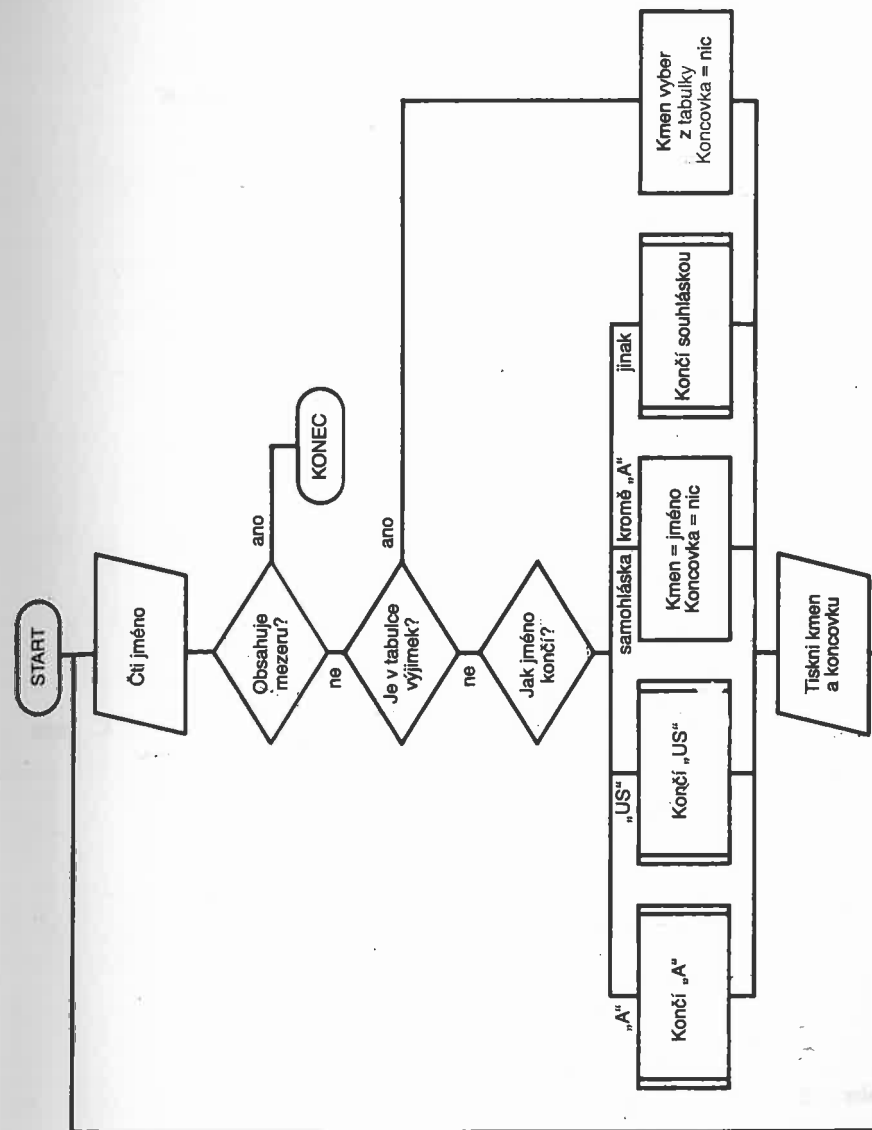 START
Čti jméno
Obsahuje
mezeru?
ano
KONEC
ne
Je v tabulce
výjimek?
ano
ne
Jak jméno
končí?
„A“
„US“
samohláska kromě „A“
jinak
Končí „A“
Končí „US“
Kmen = jméno
Koncovka = nic
Končí souhláskou
Kmen vyber
z tabulky
Koncovka = nic
Tiskni kmen
a koncovku